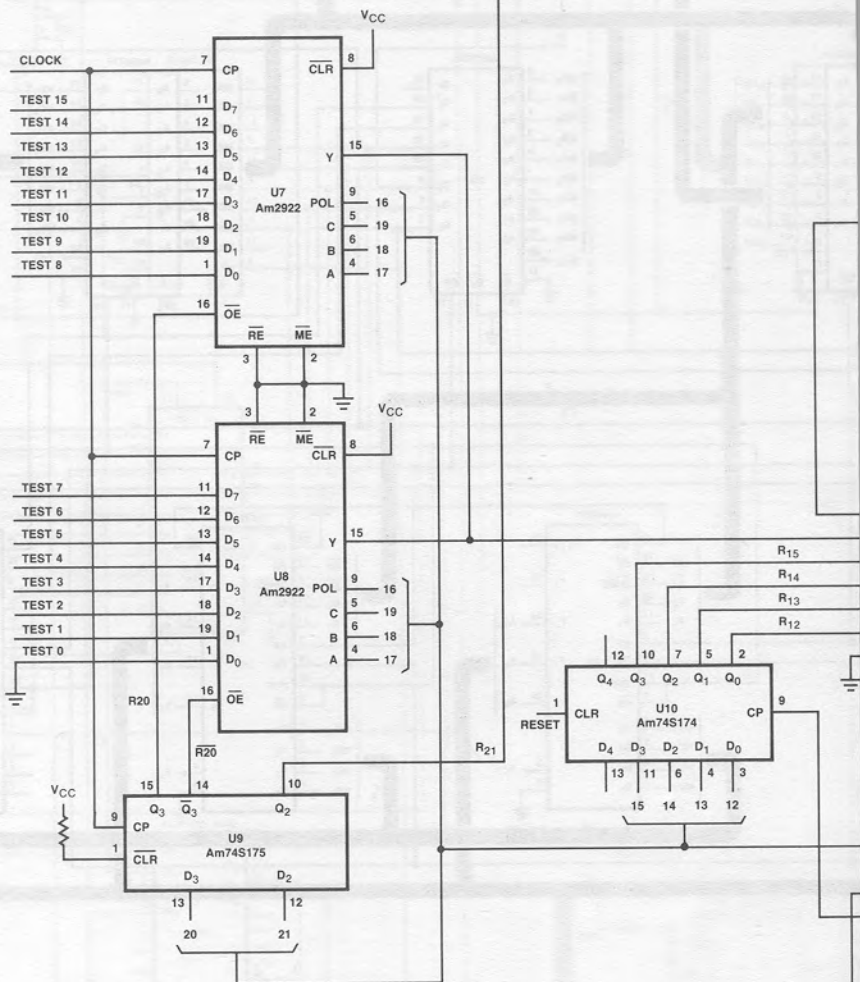 VCC
CLOCK 7 CP CLR 8
TEST 15 11 D7
TEST 14 12 D6
TEST 13 13 D5 Y 15
TEST 12 14 D4
TEST 11 17 D3 U7 POL 9 16
Am2922
TEST 10 18 D2 C 5 19
TEST 9 19 D1 B 6 18
TEST 8 1 D0 A 4 17
16 OE
RE ME
3 2
VCC
3 2
RE ME
7 CP CLR 8
TEST 7 11 D7
TEST 6 12 D6
TEST 5 13 D5 Y 15
TEST 4 14 D4
TEST 3 17 D3 U8 POL 9 16
Am2922
TEST 2 18 D2 C 5 19
TEST 1 19 D1 B 6 18
TEST 0 1 D0 A 4 17
16 OE
R15
R14
R13
R12
12 10 7 5 2
Q4 Q3 Q2 Q1 Q0
1 CLR U10 CP 9
RESET Am74S174
D4 D3 D2 D1 D0
13 11 6 4 3
15 14 13 12
R20
R20
R21
VCC
15 14 10
Q3 Q3 Q2
9 CP U9
1 CLR Am74S175
D3 D2
13 12
20 21